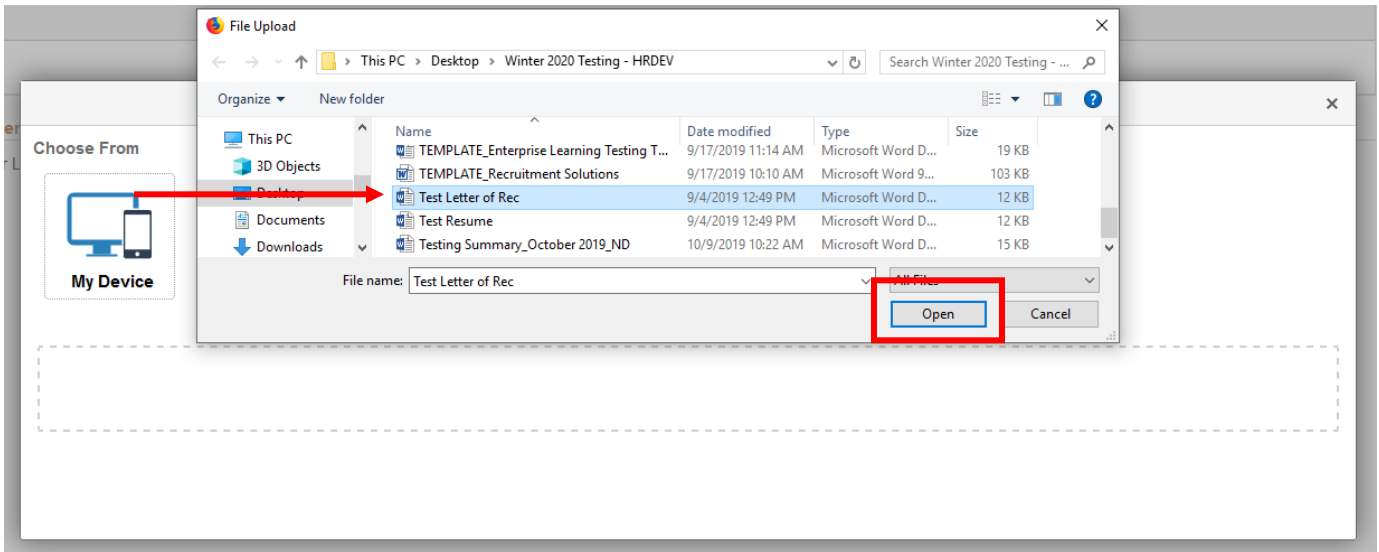 File Upload
This PC > Desktop > Winter 2020 Testing - HRDEV
Search Winter 2020 Testing - ...
Organize
New folder
er
r L
Choose From
My Device
This PC
3D Objects
Desktop
Documents
Downloads
Name Date modified Type Size
TEMPLATE_Enterprise Learning Testing T... 9/17/2019 11:14 AM Microsoft Word D... 19 KB
TEMPLATE_Recruitment Solutions 9/17/2019 10:10 AM Microsoft Word 9... 103 KB
Test Letter of Rec 9/4/2019 12:49 PM Microsoft Word D... 12 KB
Test Resume 9/4/2019 12:49 PM Microsoft Word D... 12 KB
Testing Summary_October 2019_ND 10/9/2019 10:22 AM Microsoft Word D... 15 KB
File name: Test Letter of Rec
All Files
Open
Cancel